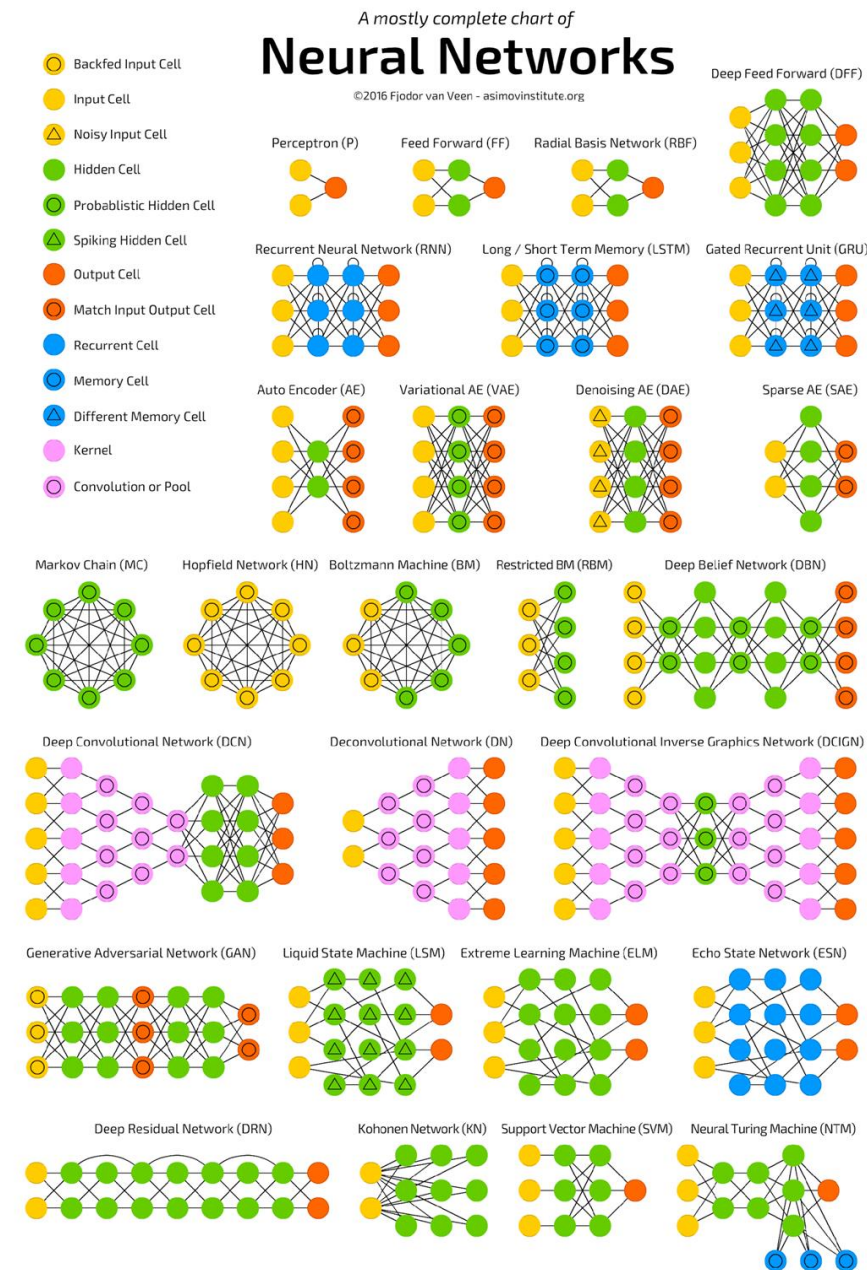 A mostly complete chart of
Neural Networks
©2016 Fjodor van Veen - asimovinstitute.org
Backfed Input Cell
Input Cell
Noisy Input Cell
Hidden Cell
Probablistic Hidden Cell
Spiking Hidden Cell
Output Cell
Match Input Output Cell
Recurrent Cell
Memory Cell
Different Memory Cell
Kernel
Convolution or Pool
Deep Feed Forward (DFF)
Perceptron (P)
Feed Forward (FF)
Radial Basis Network (RBF)
Recurrent Neural Network (RNN)
Long / Short Term Memory (LSTM)
Gated Recurrent Unit (GRU)
Auto Encoder (AE)
Variational AE (VAE)
Denoising AE (DAE)
Sparse AE (SAE)
Markov Chain (MC)
Hopfield Network (HN)
Boltzmann Machine (BM)
Restricted BM (RBM)
Deep Belief Network (DBN)
Deep Convolutional Network (DCN)
Deconvolutional Network (DN)
Deep Convolutional Inverse Graphics Network (DCIGN)
Generative Adversarial Network (GAN)
Liquid State Machine (LSM)
Extreme Learning Machine (ELM)
Echo State Network (ESN)
Deep Residual Network (DRN)
Kohonen Network (KN)
Support Vector Machine (SVM)
Neural Turing Machine (NTM)